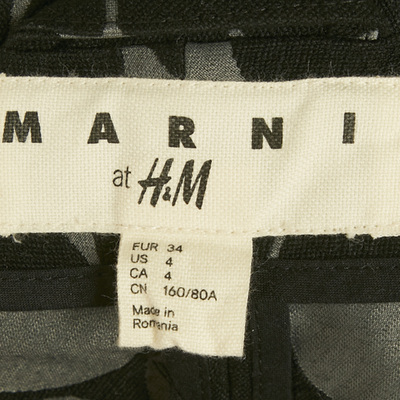 MARNI
at H&M
EUR 34
US 4
CA 4
CN 160/80A
Made in
Romania